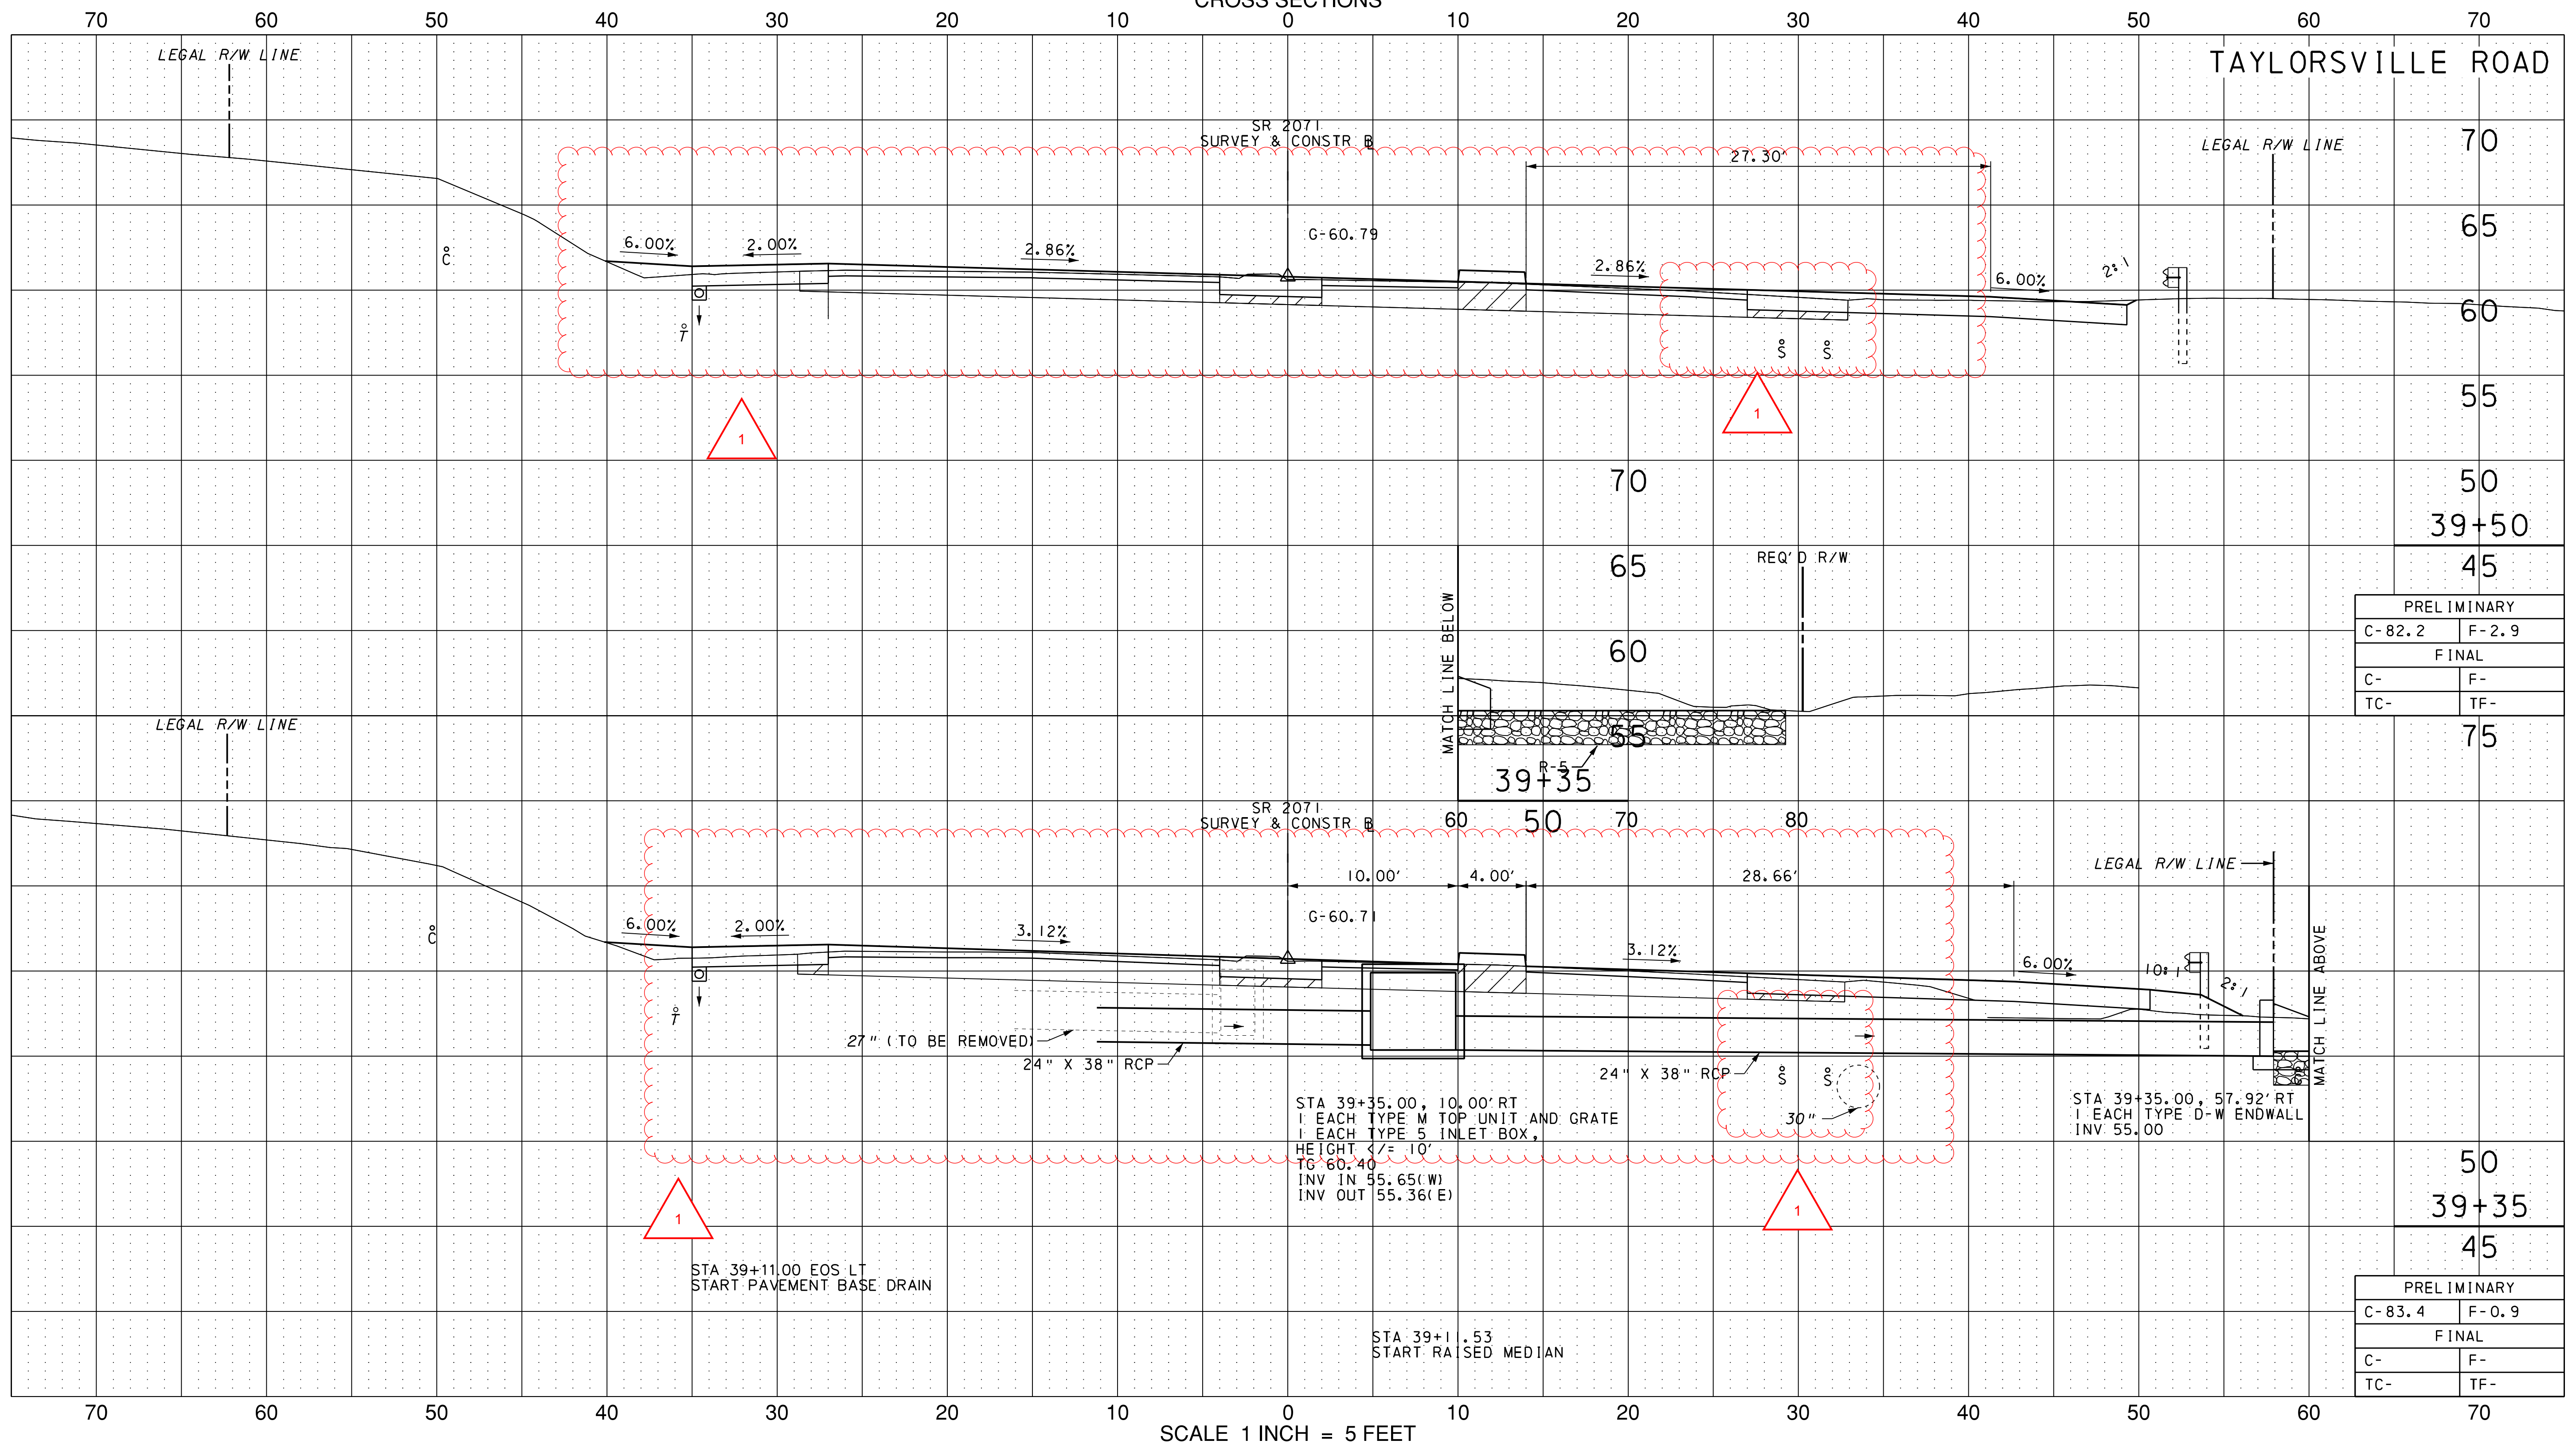 CROSS SECTIONS
70 60 50 40 30 20 10 0 10 20 30 40 50 60 70
TAYLORSVILLE ROAD
LEGAL R/W LINE
SR 2071
SURVEY & CONSTR B
LEGAL R/W LINE
70
27.30'
65
G-60.79
6.00%
2.00%
2.86%
2.86%
6.00%
2:1
C
60
T
S
S
55
1
1
70
50
39+50
65
REQ'D R/W
45
MATCH LINE BELOW
60
PRELIMINARY
C-82.2
F-2.9
FINAL
C-
F-
TC-
TF-
LEGAL R/W LINE
55
75
R-5
39+35
SR 2071
SURVEY & CONSTR B
60
50
70
80
LEGAL R/W LINE
10.00'
4.00'
28.66'
G-60.71
6.00%
2.00%
3.12%
3.12%
6.00%
10:1
2:1
C
T
27" (TO BE REMOVED)
24" X 38" RCP
24" X 38" RCP
S
S
30"
MATCH LINE ABOVE
STA 39+35.00, 10.00'RT
1 EACH TYPE M TOP UNIT AND GRATE
1 EACH TYPE 5 INLET BOX,
HEIGHT </= 10'
TG 60.40
INV IN 55.65(W)
INV OUT 55.36(E)
STA 39+35.00, 57.92'RT
1 EACH TYPE D-W ENDWALL
INV 55.00
50
39+35
1
1
45
STA 39+11.00 EOS LT
START PAVEMENT BASE DRAIN
PRELIMINARY
C-83.4
F-0.9
FINAL
C-
F-
TC-
TF-
STA 39+11.53
START RAISED MEDIAN
70 60 50 40 30 20 10 0 10 20 30 40 50 60 70
SCALE 1 INCH = 5 FEET